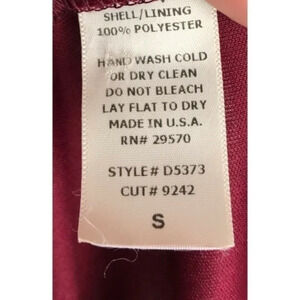 SHELL/LINING
100% POLYESTER
HAND WASH COLD
OR DRY CLEAN
DO NOT BLEACH
LAY FLAT TO DRY
MADE IN U.S.A.
RN# 29570
STYLE# D5373
CUT# 9242
S